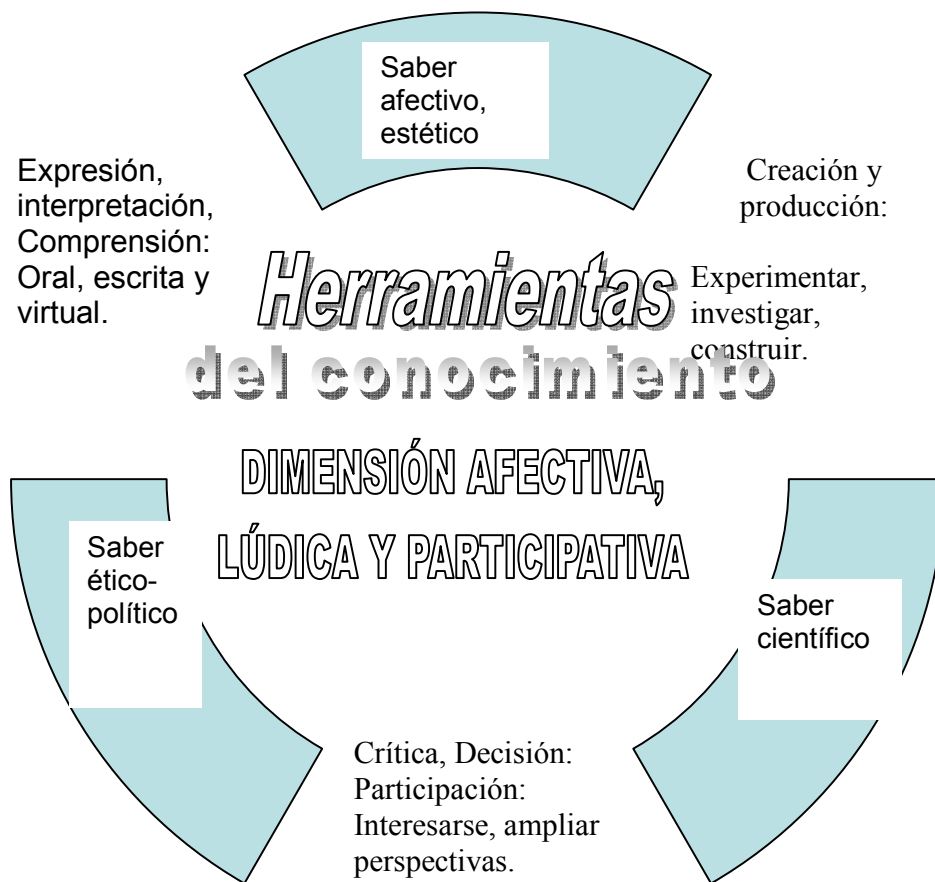 Saber
afectivo,
estético
Expresión,
interpretación,
Comprensión:
Oral, escrita y
virtual.
Creación y
producción:
Experimentar,
investigar,
construir.
Herramientas
del conocimiento
DIMENSIÓN AFECTIVA,
LÚDICA Y PARTICIPATIVA
Saber
ético-
político
Saber
científico
Crítica, Decisión:
Participación:
Interesarse, ampliar
perspectivas.